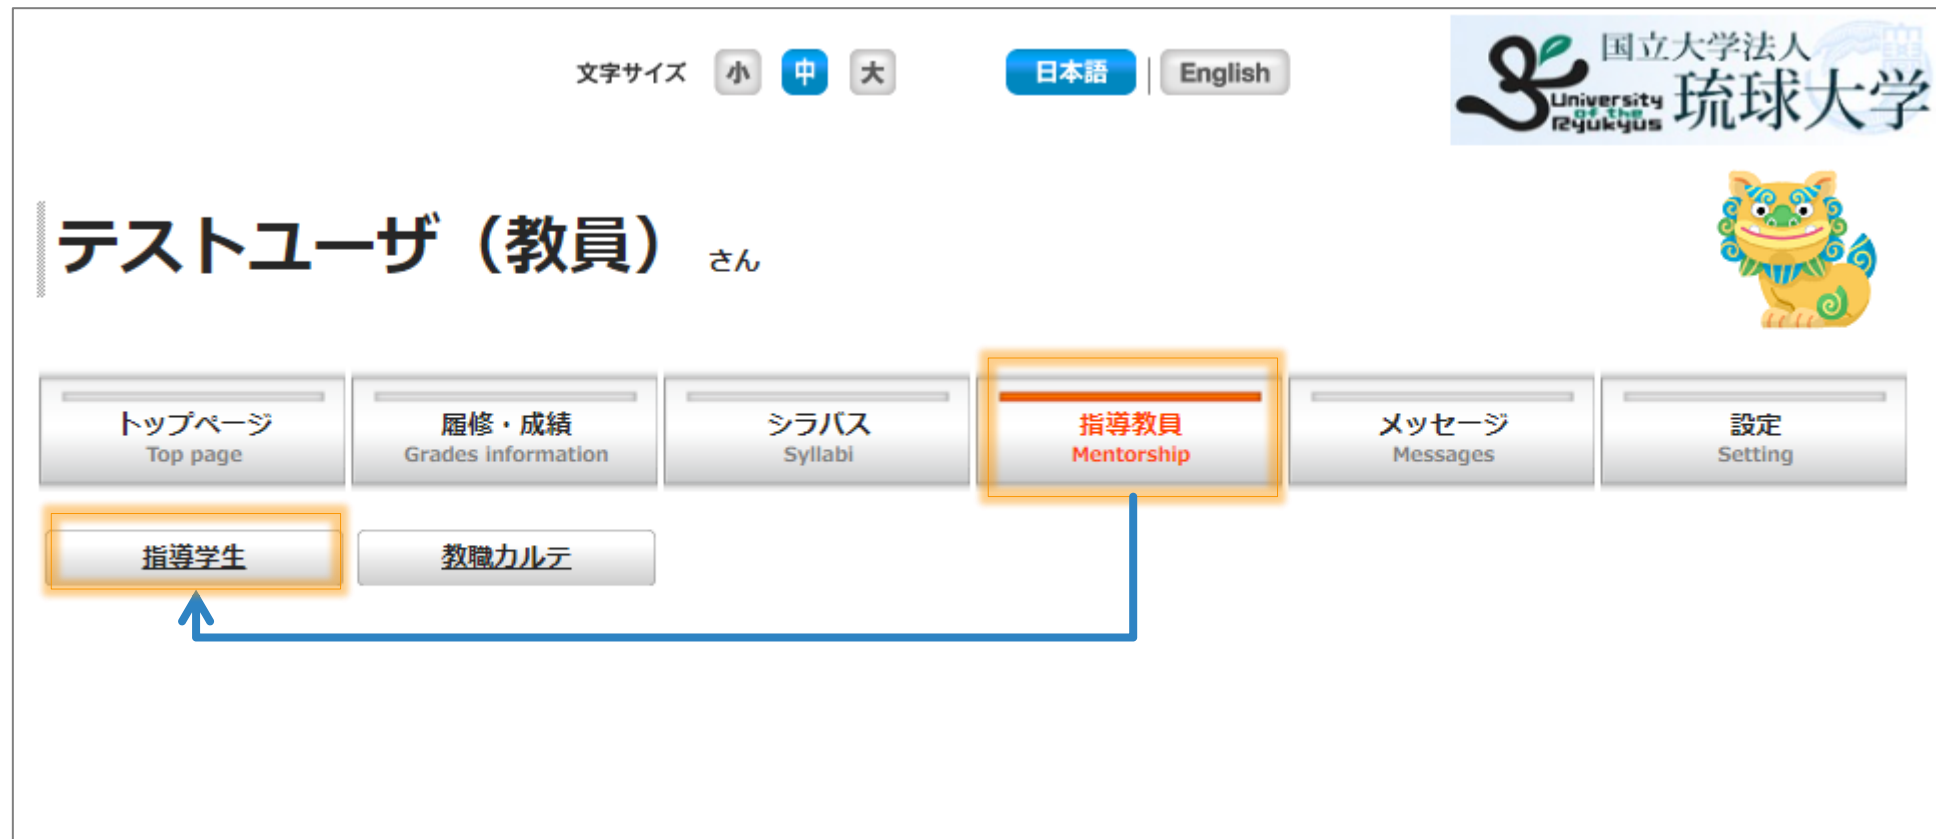 文字サイズ 小 中 大 日本語 | English
国立大学法人
琉球大学
University
of the
Ryukyus
テストユーザ（教員） さん
トップページ 履修・成績 シラバス 指導教員 メッセージ 設定
Top page Grades information Syllabi Mentorship Messages Setting
指導学生 教職カルテ